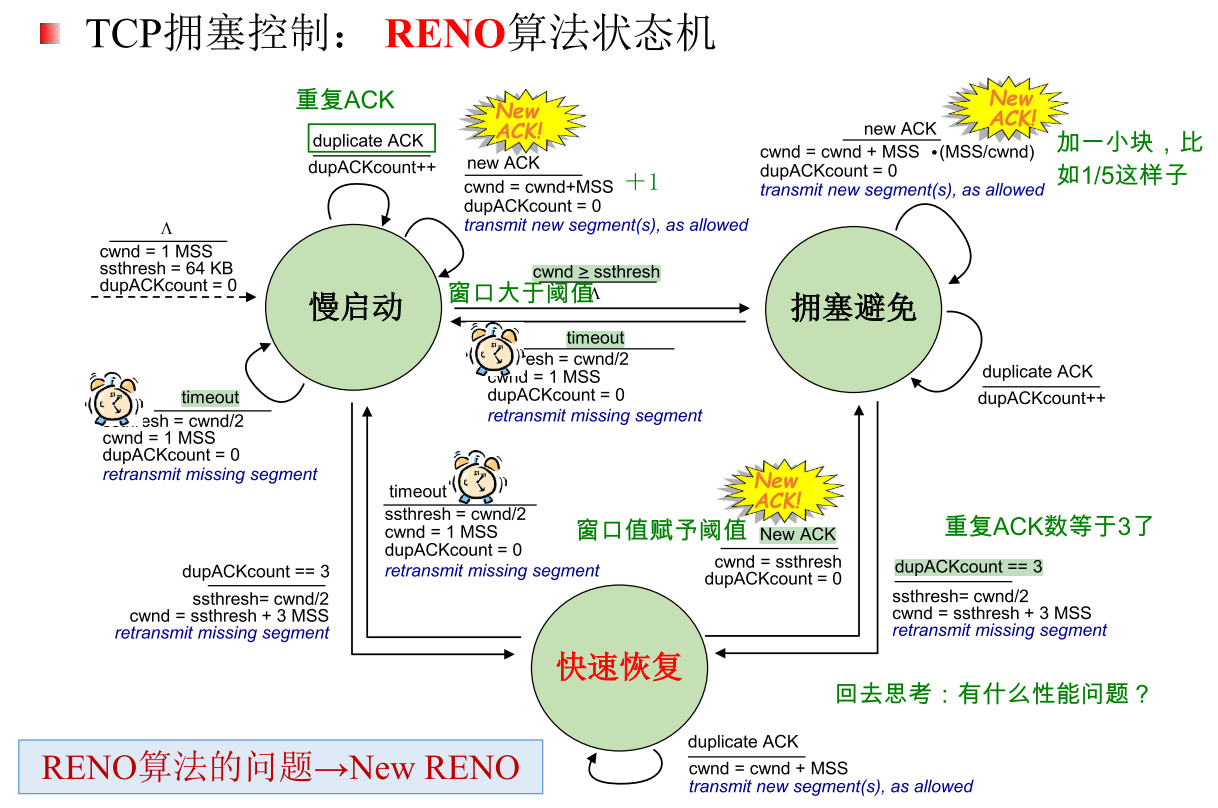 TCP拥塞控制： RENO算法状态机
重复ACK
duplicate ACK
dupACKcount++
New
ACK!
new ACK
cwnd = cwnd+MSS +1
dupACKcount = 0
transmit new segment(s), as allowed
New
ACK!
new ACK
cwnd = cwnd + MSS •(MSS/cwnd)
dupACKcount = 0
transmit new segment(s), as allowed
加一小块，比
如1/5这样子
Λ
cwnd = 1 MSS
ssthresh = 64 KB
dupACKcount = 0
慢启动
cwnd ≥ ssthresh
窗口大于阈值
Λ
拥塞避免
timeout
resh = cwnd/2
cwnd = 1 MSS
dupACKcount = 0
retransmit missing segment
duplicate ACK
dupACKcount++
timeout
ssthresh = cwnd/2
cwnd = 1 MSS
dupACKcount = 0
retransmit missing segment
timeout
ssthresh = cwnd/2
cwnd = 1 MSS
dupACKcount = 0
retransmit missing segment
New
ACK!
窗口值赋予阈值
New ACK
cwnd = ssthresh
dupACKcount = 0
重复ACK数等于3了
dupACKcount == 3
ssthresh= cwnd/2
cwnd = ssthresh + 3 MSS
retransmit missing segment
dupACKcount == 3
ssthresh= cwnd/2
cwnd = ssthresh + 3 MSS
retransmit missing segment
快速恢复
回去思考：有什么性能问题？
duplicate ACK
cwnd = cwnd + MSS
transmit new segment(s), as allowed
RENO算法的问题→New RENO